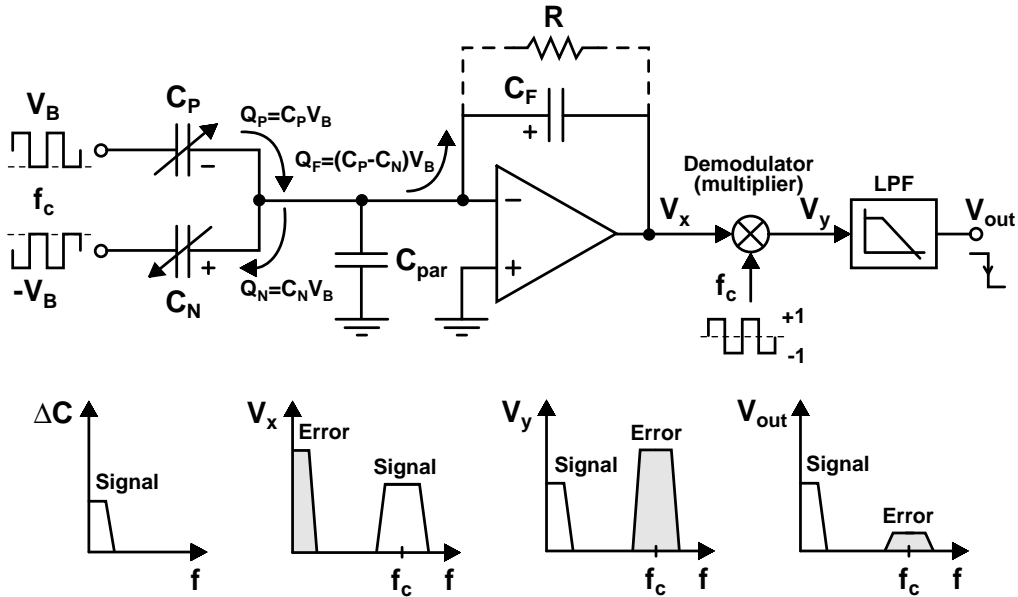 R
V_B
C_P
Q_P=C_PV_B
C_F
+
-
Q_F=(C_P-C_N)V_B
Demodulator
(multiplier)
LPF
f_c
−
V_x
V_y
V_out
+
-V_B
C_N
+
Q_N=C_NV_B
C_par
f_c
+1
-1
ΔC
Signal
f
V_x
Error
Signal
f_c
f
V_y
Signal
Error
f_c
f
V_out
Signal
Error
f_c
f